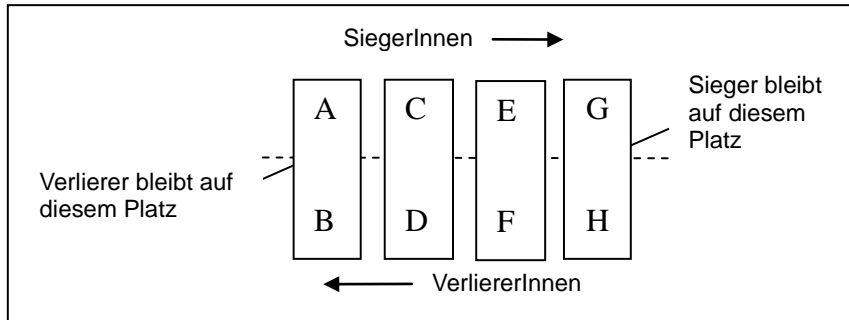 SiegerInnen
Sieger bleibt
auf diesem
Platz
A C E G
Verlierer bleibt auf
diesem Platz
B D F H
VerliererInnen